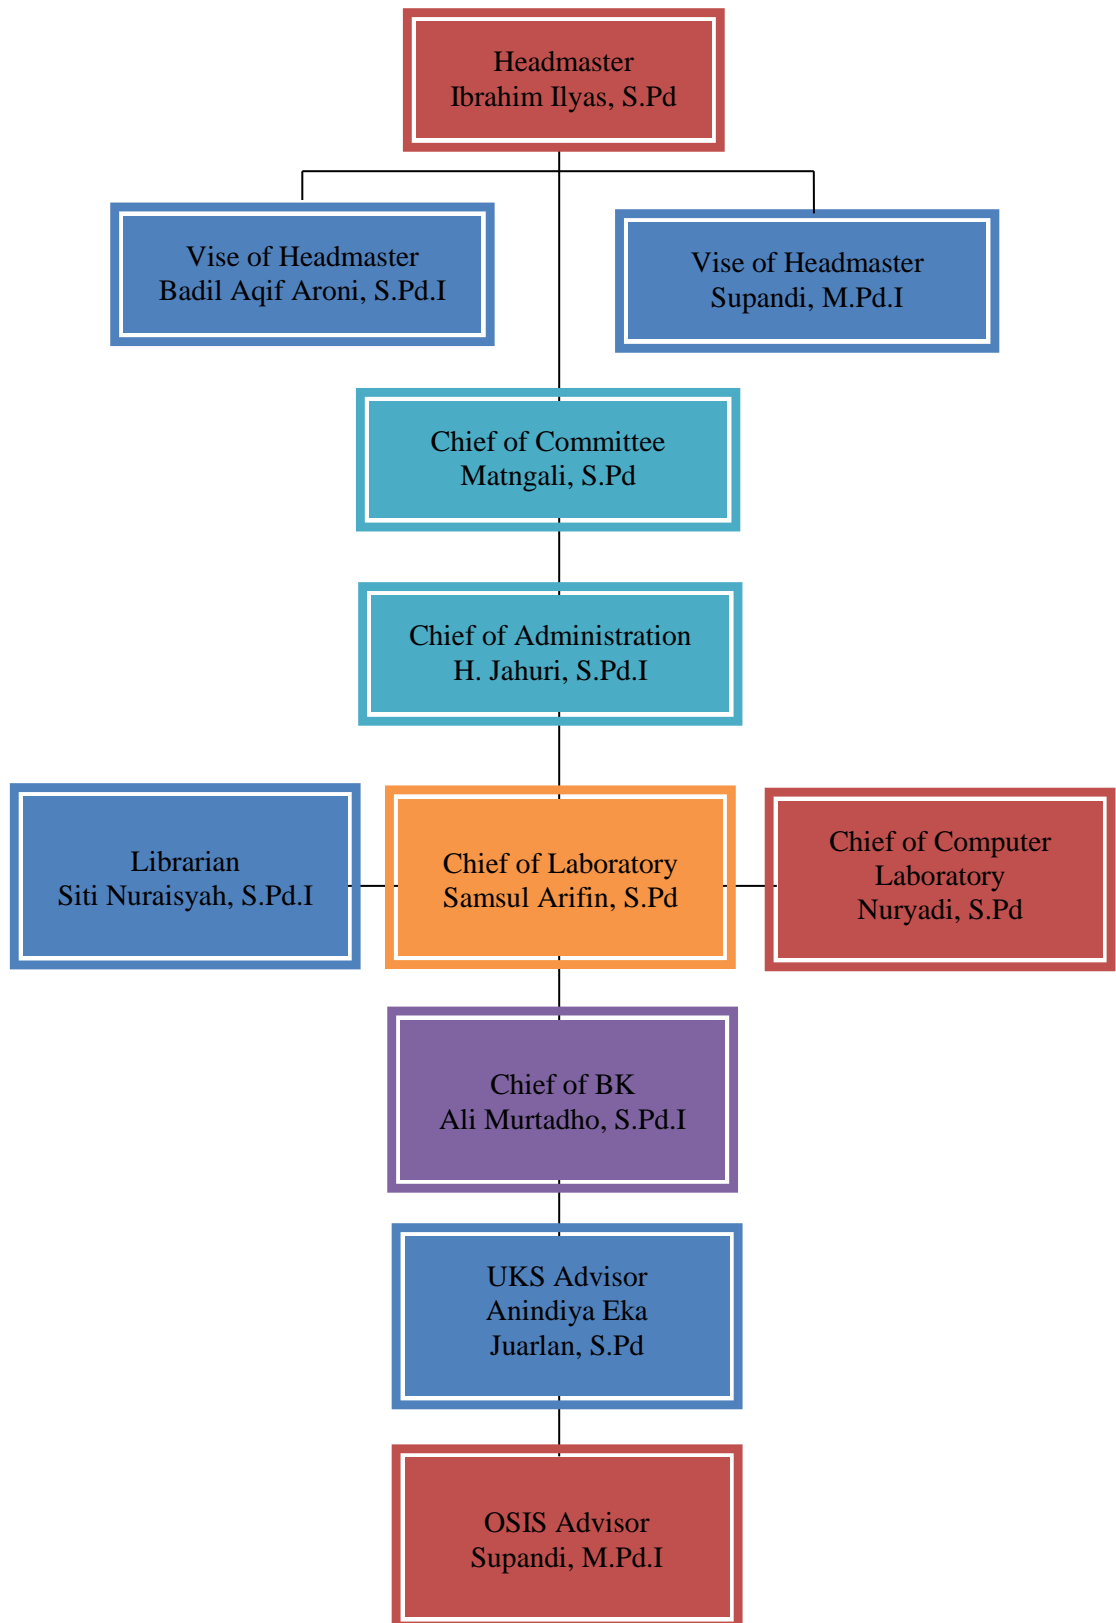 Headmaster
Ibrahim Ilyas, S.Pd
Vise of Headmaster
Badil Aqif Aroni, S.Pd.I
Vise of Headmaster
Supandi, M.Pd.I
Chief of Committee
Matngali, S.Pd
Chief of Administration
H. Jahuri, S.Pd.I
Librarian
Siti Nuraisyah, S.Pd.I
Chief of Laboratory
Samsul Arifin, S.Pd
Chief of Computer
Laboratory
Nuryadi, S.Pd
Chief of BK
Ali Murtadho, S.Pd.I
UKS Advisor
Anindiya Eka
Juarlan, S.Pd
OSIS Advisor
Supandi, M.Pd.I